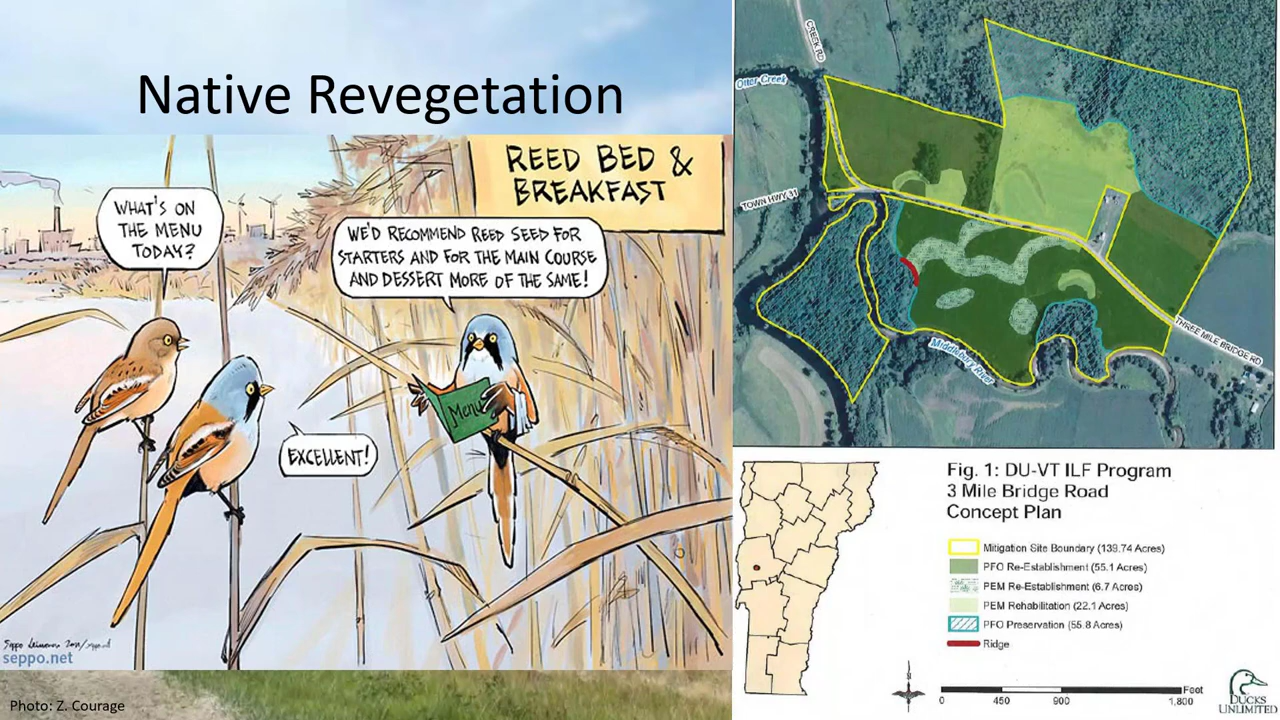 Native Revegetation
REED BED &
BREAKFAST
WHAT'S ON
THE MENU
TODAY?
WE'D RECOMMEND REED SEED FOR
STARTERS AND FOR THE MAIN COURSE
AND DESSERT MORE OF THE SAME!
Menu
EXCELLENT!
Seppo
seppo.net
Photo: Z. Courage
CREEK RD
Otter Creek
TOWN HWY 31
Middlebury River
THREE MILE BRIDGE RD
Fig. 1: DU-VT ILF Program
3 Mile Bridge Road
Concept Plan
Mitigation Site Boundary (139.74 Acres)
PFO Re-Establishment (55.1 Acres)
PEM Re-Establishment (6.7 Acres)
PEM Rehabilitation (22.1 Acres)
PFO Preservation (55.8 Acres)
Ridge
Feet
0 450 900 1,800
DUCKS
UNLIMITED